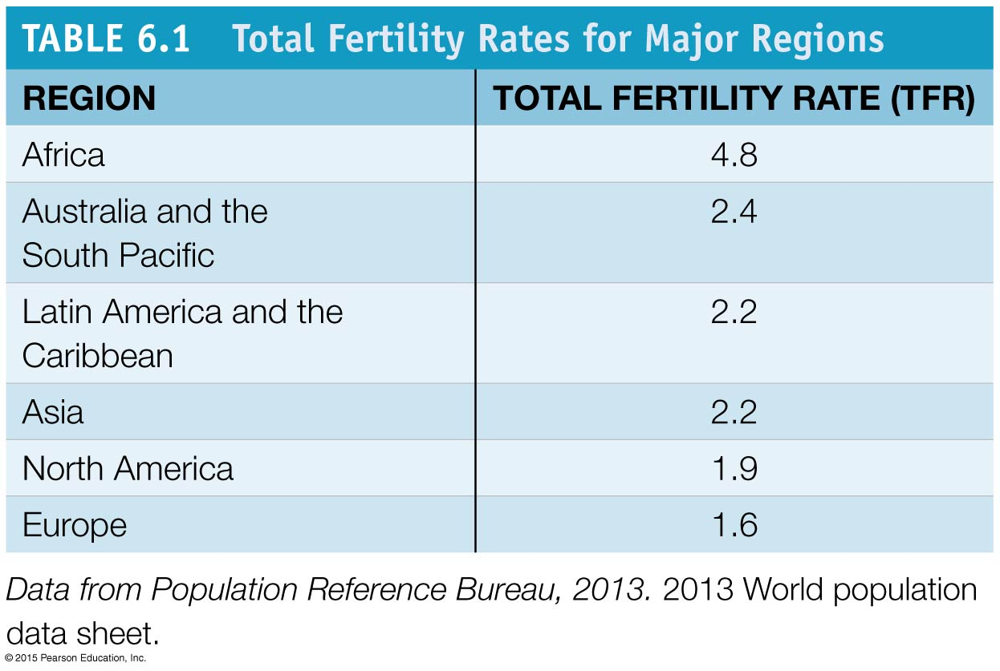 TABLE 6.1 Total Fertility Rates for Major Regions
REGION TOTAL FERTILITY RATE (TFR)
Africa 4.8
Australia and the 2.4
South Pacific
Latin America and the 2.2
Caribbean
Asia 2.2
North America 1.9
Europe 1.6
Data from Population Reference Bureau, 2013. 2013 World population
data sheet.
© 2015 Pearson Education, Inc.